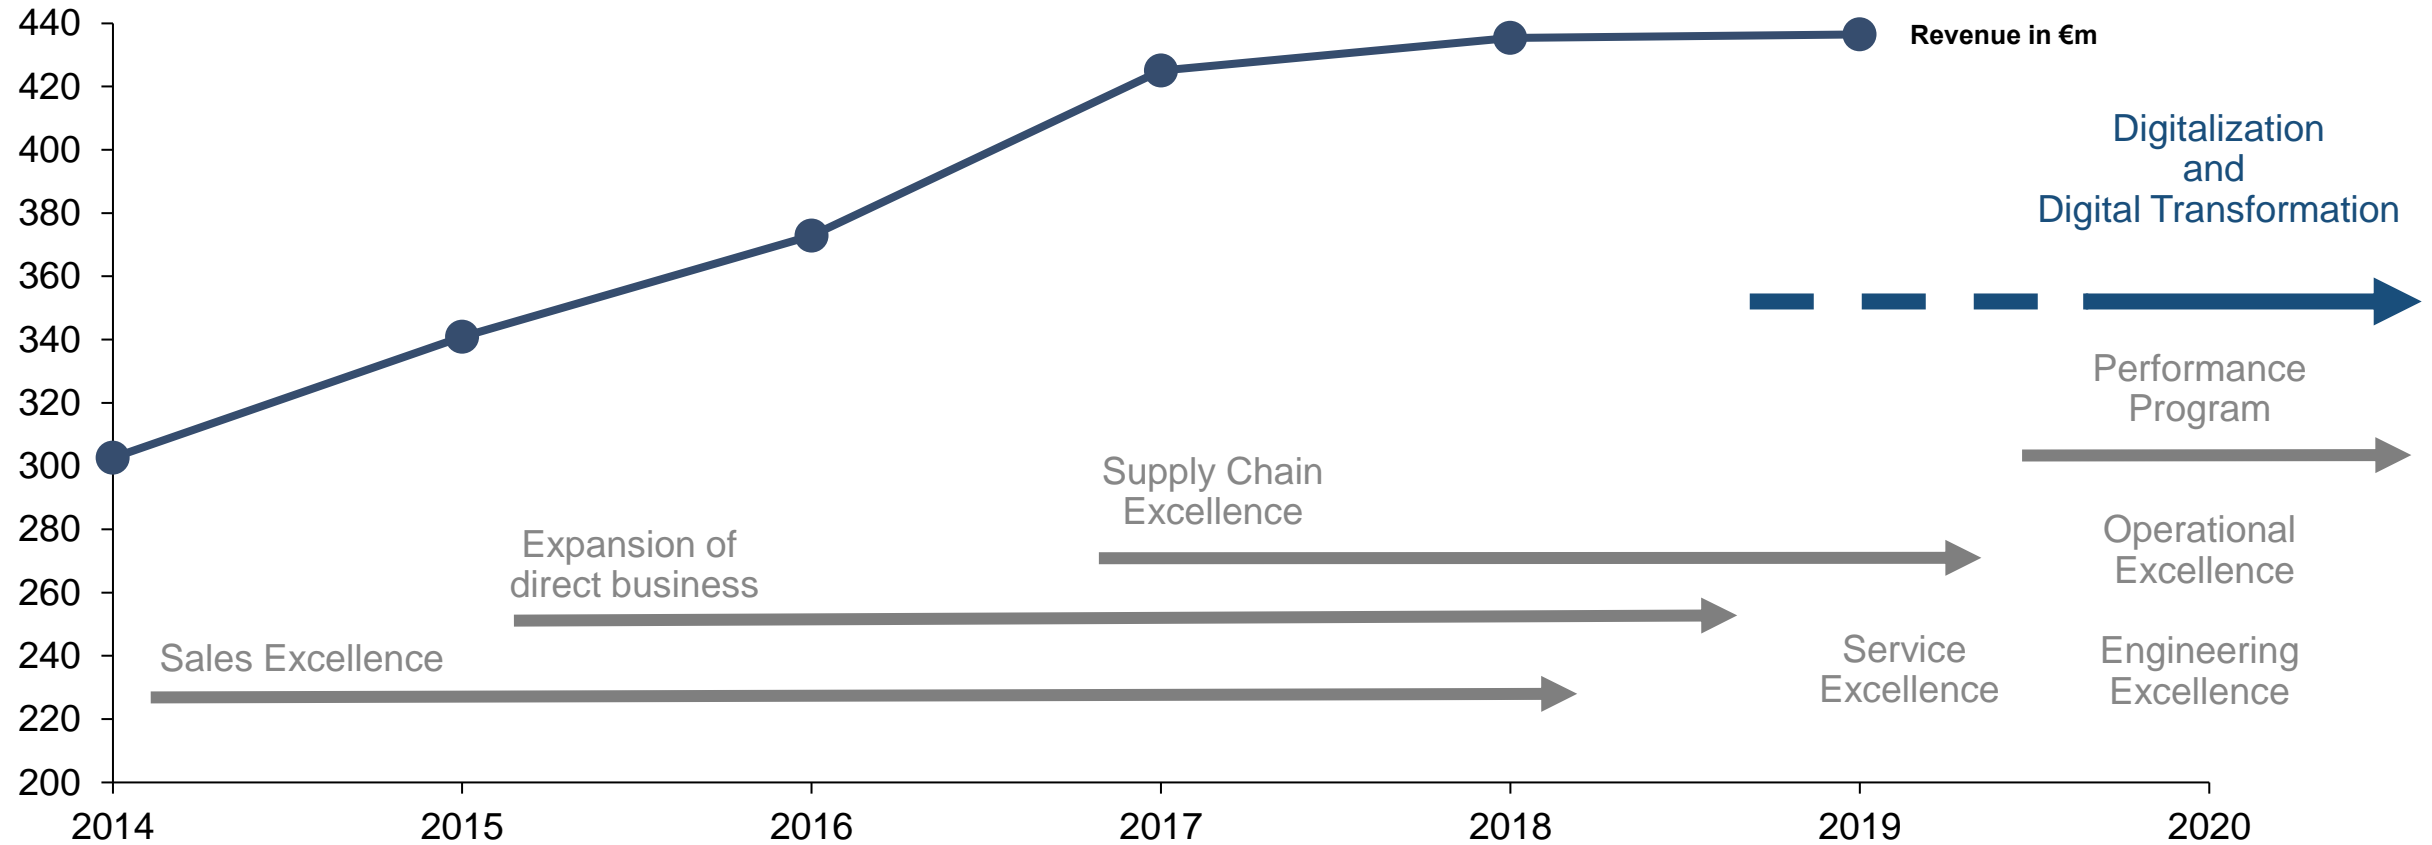 440
420
400
380
360
340
320
300
280
260
240
220
200
2014
2015
2016
2017
2018
2019
2020
Revenue in €m
Digitalization
and
Digital Transformation
Performance
Program
Supply Chain
Excellence
Operational
Excellence
Expansion of
direct business
Sales Excellence
Service
Excellence
Engineering
Excellence